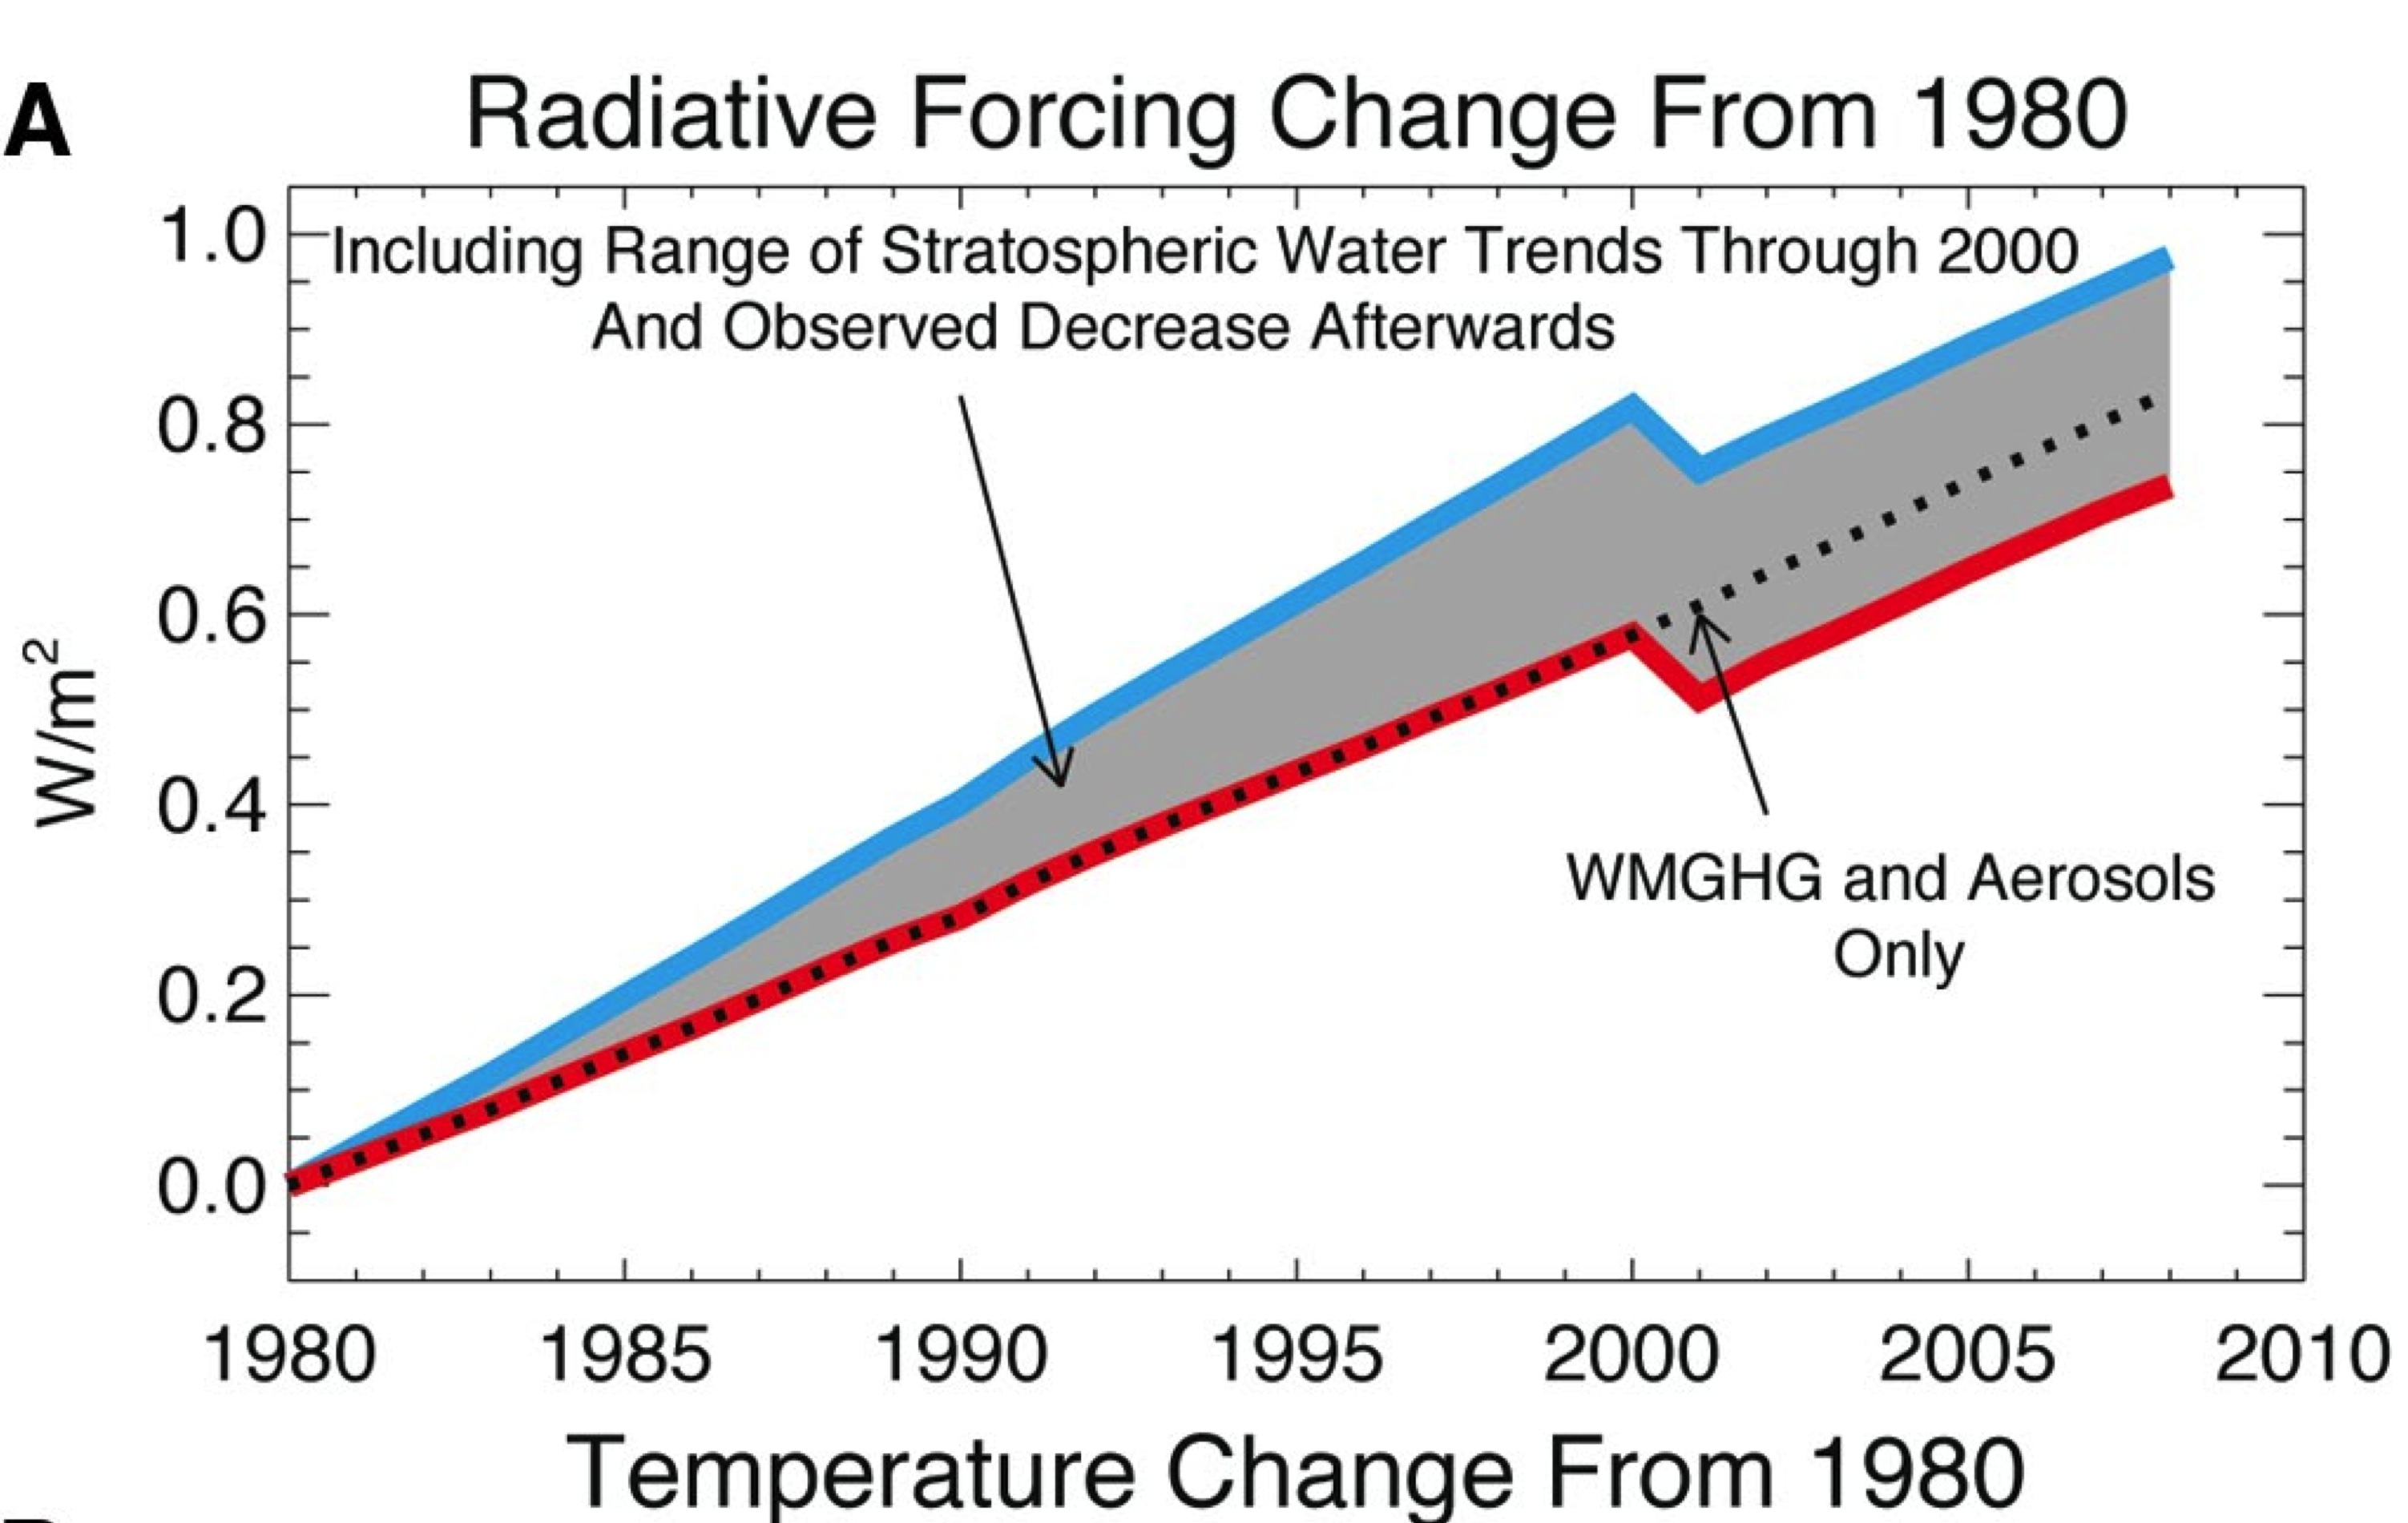 A
Radiative Forcing Change From 1980
1.0
Including Range of Stratospheric Water Trends Through 2000
And Observed Decrease Afterwards
0.8
0.6
W/m²
0.4
WMGHG and Aerosols
Only
0.2
0.0
1980 1985 1990 1995 2000 2005 2010
Temperature Change From 1980